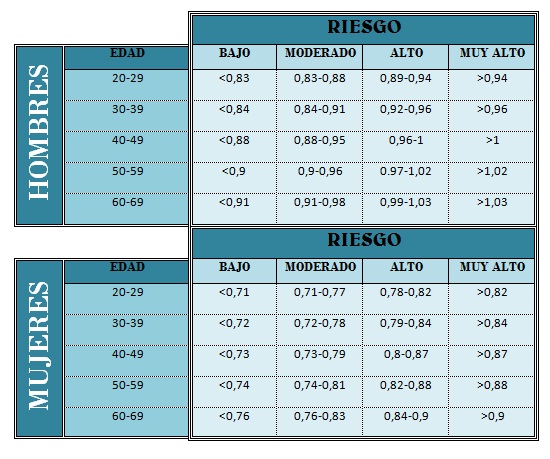 RIESGO
EDAD BAJO MODERADO ALTO MUY ALTO
HOMBRES
20-29 <0,83 0,83-0,88 0,89-0,94 >0,94
30-39 <0,84 0,84-0,91 0,92-0,96 >0,96
40-49 <0,88 0,88-0,95 0,96-1 >1
50-59 <0,9 0,9-0,96 0.97-1,02 >1,02
60-69 <0,91 0,91-0,98 0,99-1,03 >1,03
RIESGO
EDAD BAJO MODERADO ALTO MUY ALTO
MUJERES
20-29 <0,71 0,71-0,77 0,78-0,82 >0,82
30-39 <0,72 0,72-0,78 0,79-0,84 >0,84
40-49 <0,73 0,73-0,79 0,8-0,87 >0,87
50-59 <0,74 0,74-0,81 0,82-0,88 >0,88
60-69 <0,76 0,76-0,83 0,84-0,9 >0,9